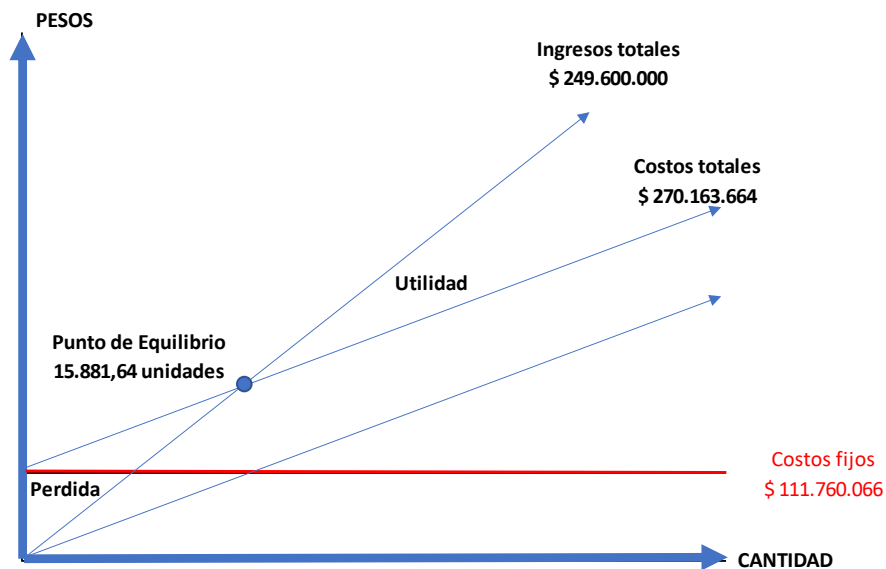 PESOS
Ingresos totales
$ 249.600.000
Costos totales
$ 270.163.664
Utilidad
Punto de Equilibrio
15.881,64 unidades
Costos fijos
$ 111.760.066
Perdida
CANTIDAD